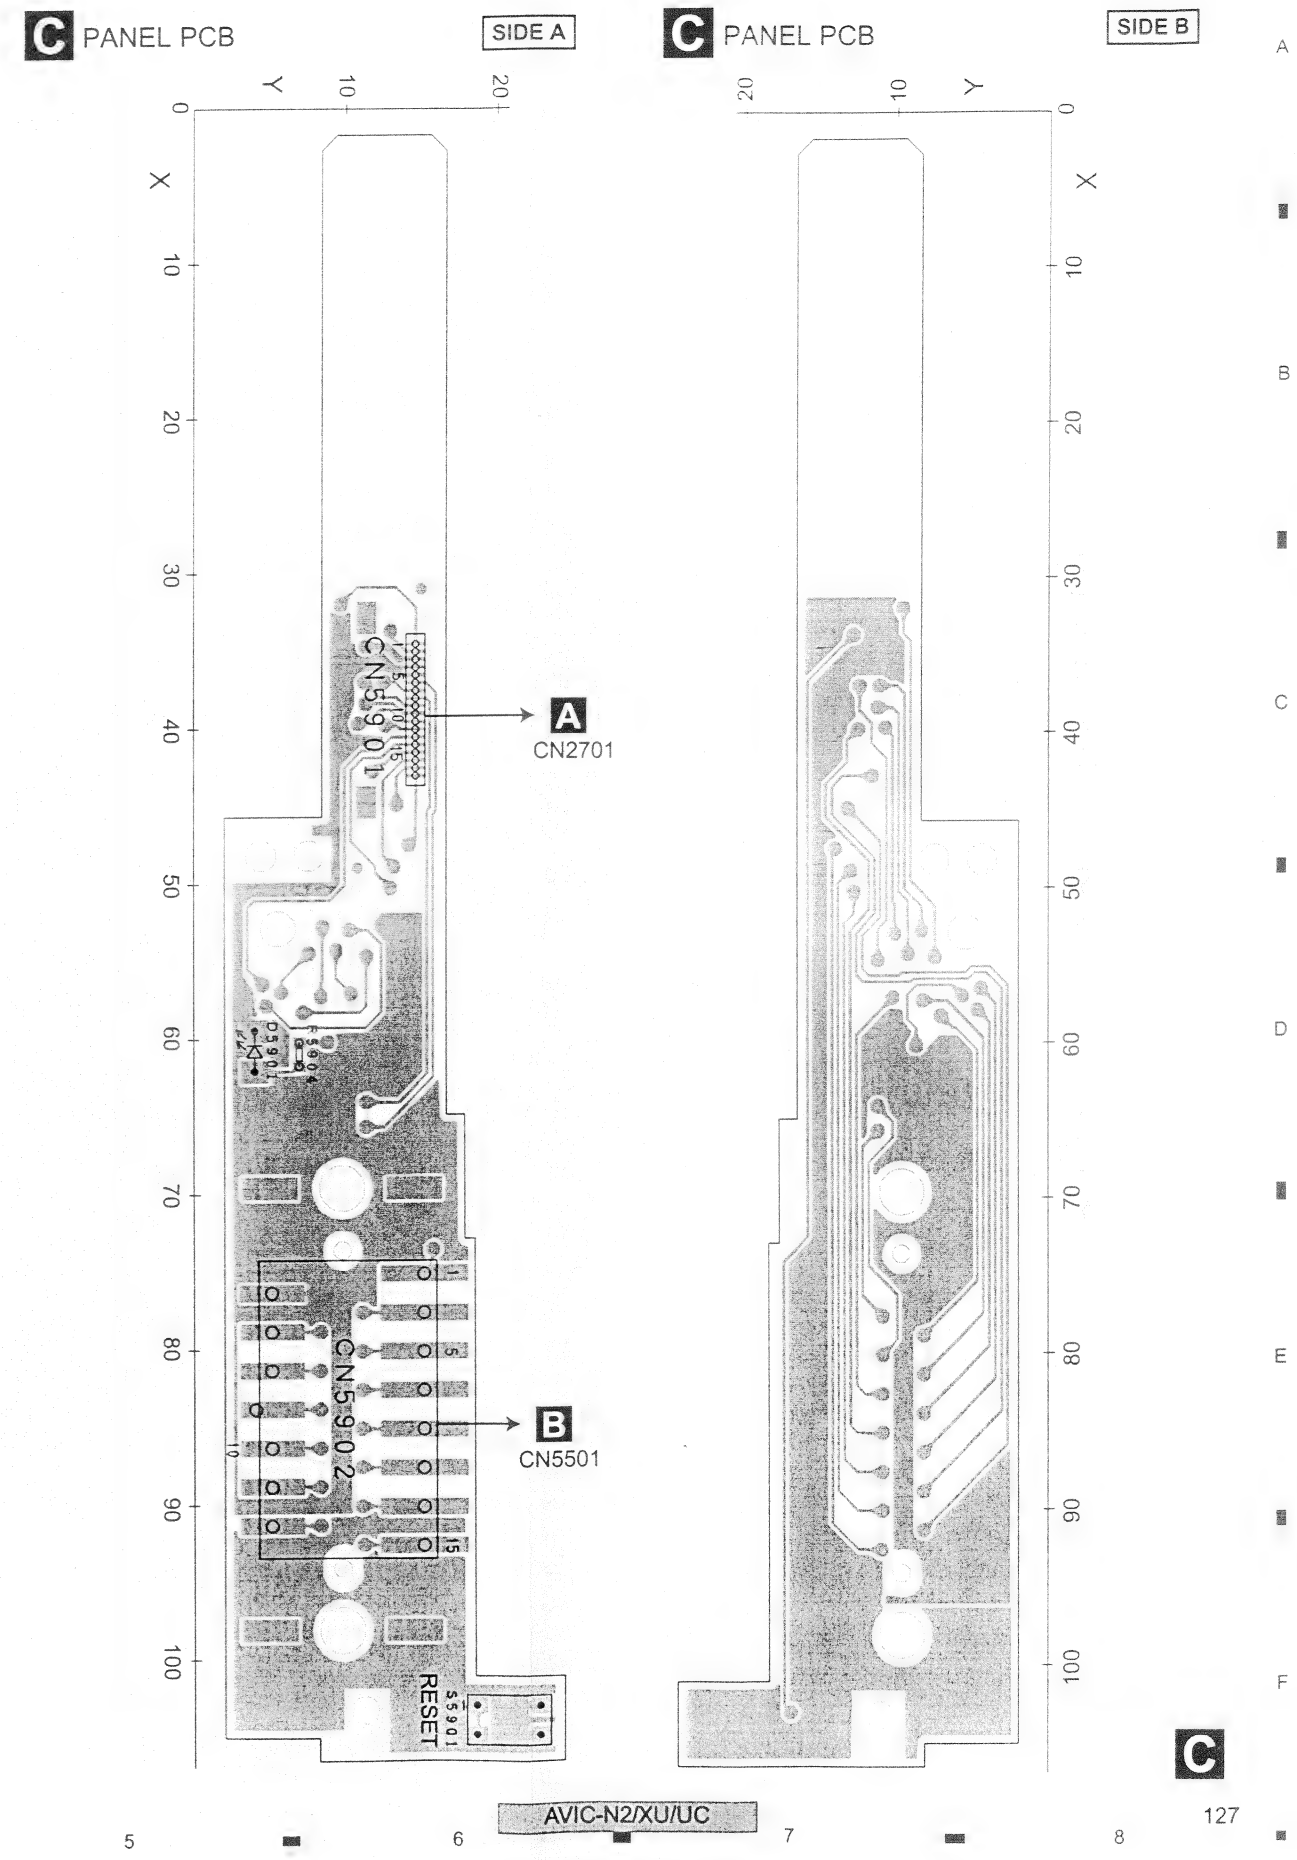 C PANEL PCB
SIDE A
C PANEL PCB
SIDE B
A
Y
10
20
20
10
Y
0
0
X
X
10
10
B
20
20
30
30
CN5901
1
5
10
15
A
CN2701
C
40
40
50
50
D
60
60
D5901
R5904
70
70
1
80
5
CN5902
80
E
10
B
CN5501
90
90
15
100
100
F
RESET
S5901
C
AVIC-N2/XU/UC
127
5
6
7
8